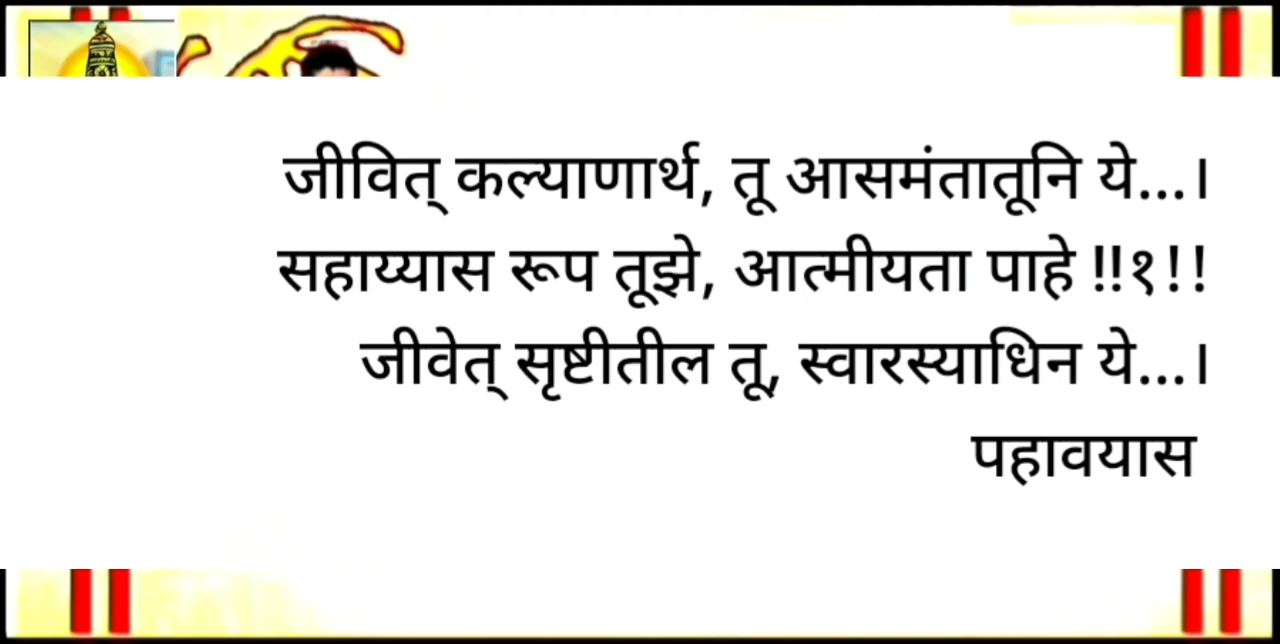 जीवित् कल्याणार्थ, तू आसमंतातूनि ये...।
सहाय्यास रूप तूझे, आत्मीयता पाहे !!१!!
जीवेत् सृष्टीतील तू, स्वारस्याधिन ये...।
पहावयास